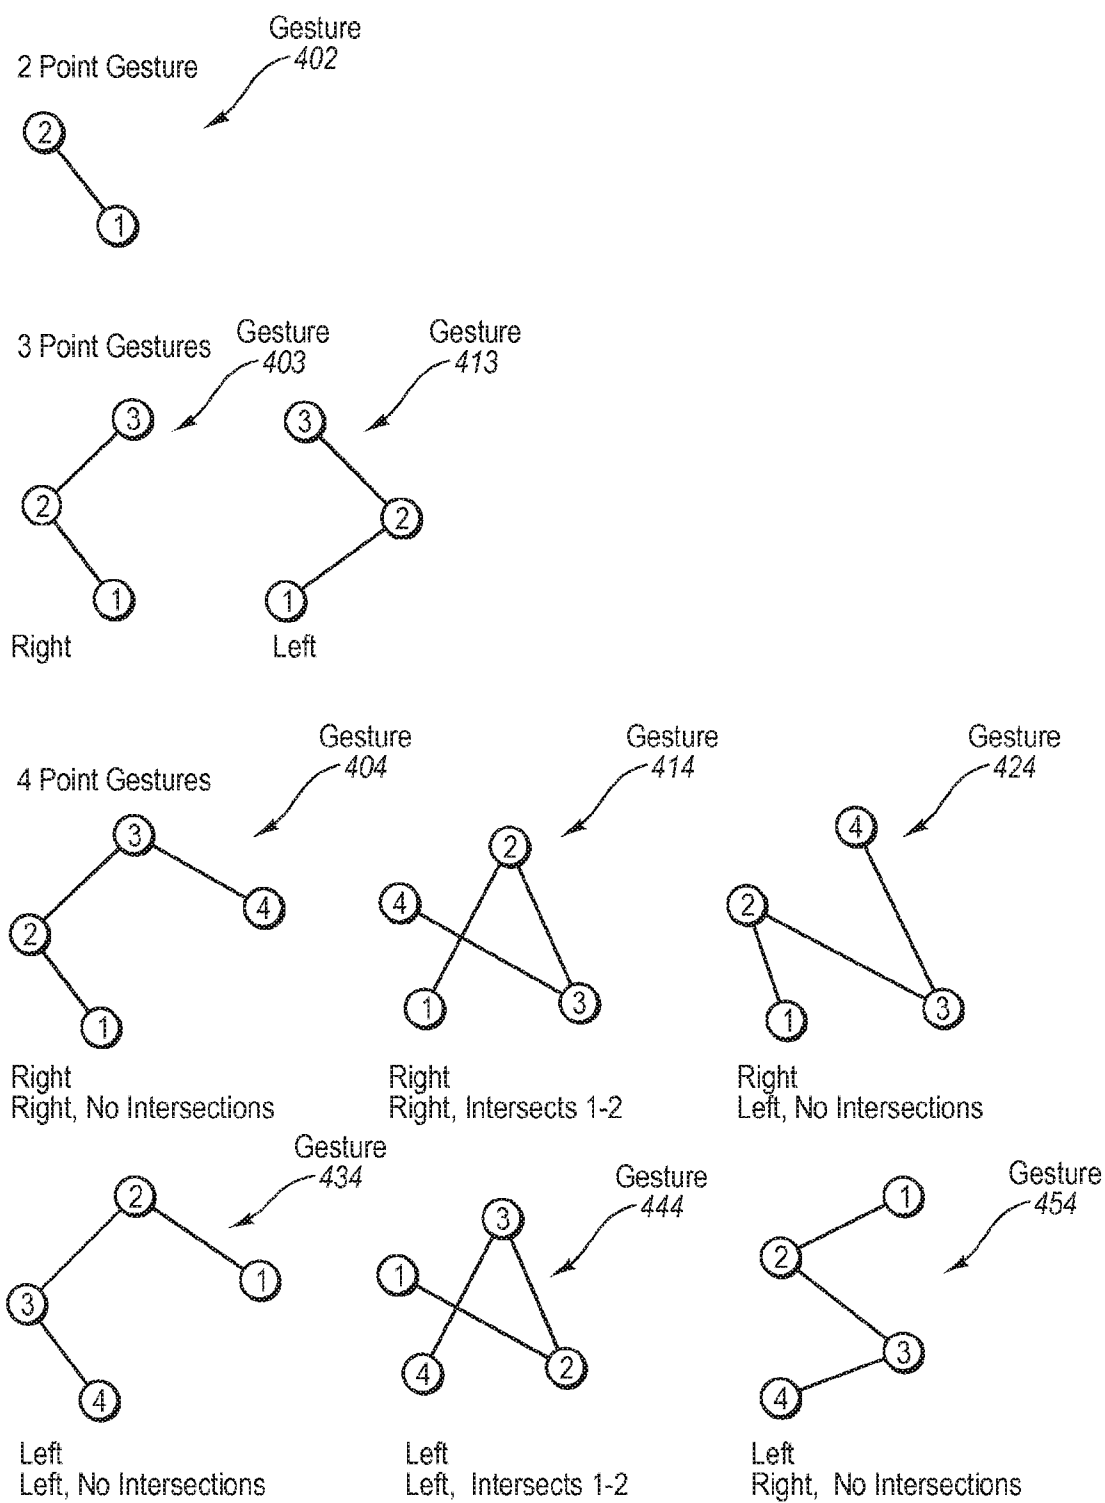 Gesture
402
2 Point Gesture
2
1
3 Point Gestures
Gesture
403
Gesture
413
3
3
2
2
1
1
Right
Left
4 Point Gestures
Gesture
404
Gesture
414
Gesture
424
3
2
4
1
2
4
1
3
4
2
1
3
Right
Right, No Intersections
Right
Right, Intersects 1-2
Right
Left, No Intersections
Gesture
434
Gesture
444
Gesture
454
2
3
1
4
3
1
4
2
1
2
3
4
Left
Left, No Intersections
Left
Left, Intersects 1-2
Left
Right, No Intersections